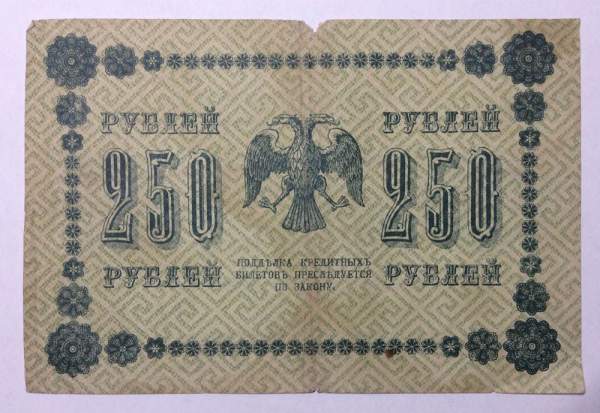 РУБЛЕЙ РУБЛЕЙ
250 250
ПОДДѢЛКА КРЕДИТНЫХЪ
БИЛЕТОВЪ ПРЕСЛѢДУЕТСЯ
ПО ЗАКОНУ.
РУБЛЕЙ РУБЛЕЙ